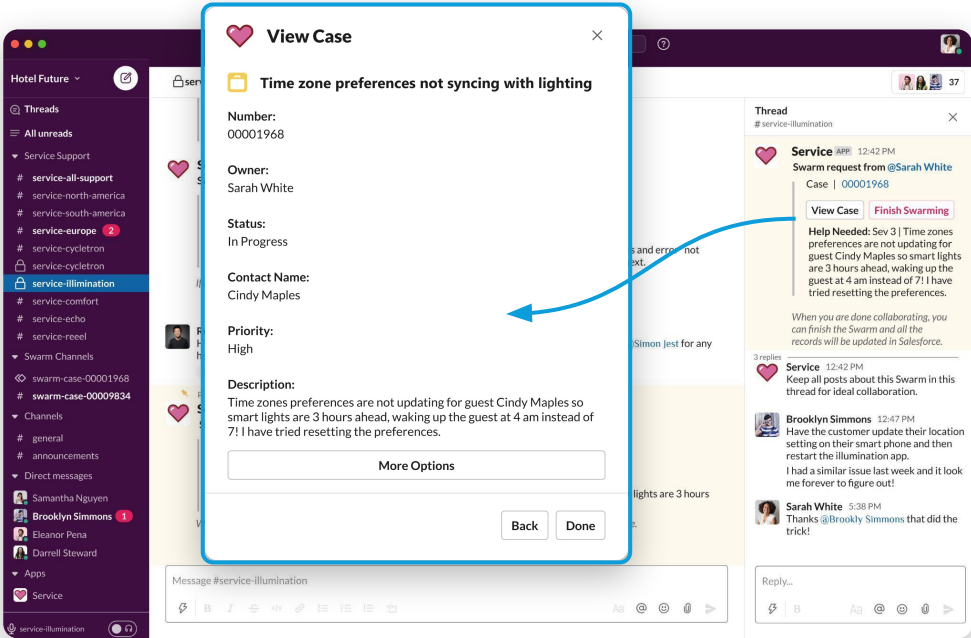 Hotel Future
Threads
All unreads
Service Support
# service-all-support
# service-north-america
# service-south-america
# service-europe 2
# service-cycletron
service-cycletron
service-illimination
# service-comfort
# service-echo
# service-reeel
Swarm Channels
swarm-case-00001968
# swarm-case-00009834
Channels
# general
# announcements
Direct messages
Samantha Nguyen
Brooklyn Simmons 1
Eleanor Pena
Darrell Steward
Apps
Service
service-illumination
View Case
Time zone preferences not syncing with lighting
Number:
00001968
Owner:
Sarah White
Status:
In Progress
Contact Name:
Cindy Maples
Priority:
High
Description:
Time zones preferences are not updating for guest Cindy Maples so
smart lights are 3 hours ahead, waking up the guest at 4 am instead of
7! I have tried resetting the preferences.
More Options
Back Done
and error not
@Simon Jest for any
lights are 3 hours
Message #service-illumination
B I
Aa @
37
Thread
# service-illumination
Service APP 12:42 PM
Swarm request from @Sarah White
Case | 00001968
View Case Finish Swarming
Help Needed: Sev 3 | Time zones
preferences are not updating for
guest Cindy Maples so smart lights
are 3 hours ahead, waking up the
guest at 4 am instead of 7! I have
tried resetting the preferences.
When you are done collaborating, you
can finish the Swarm and all the
records will be updated in Salesforce.
3 replies
Service 12:42 PM
Keep all posts about this Swarm in this
thread for ideal collaboration.
Brooklyn Simmons 12:47 PM
Have the customer update their location
setting on their smart phone and then
restart the illumination app.
I had a similar issue last week and it look
me forever to figure out!
Sarah White 5:38 PM
Thanks @Brookly Simmons that did the
trick!
Reply...
B Aa @